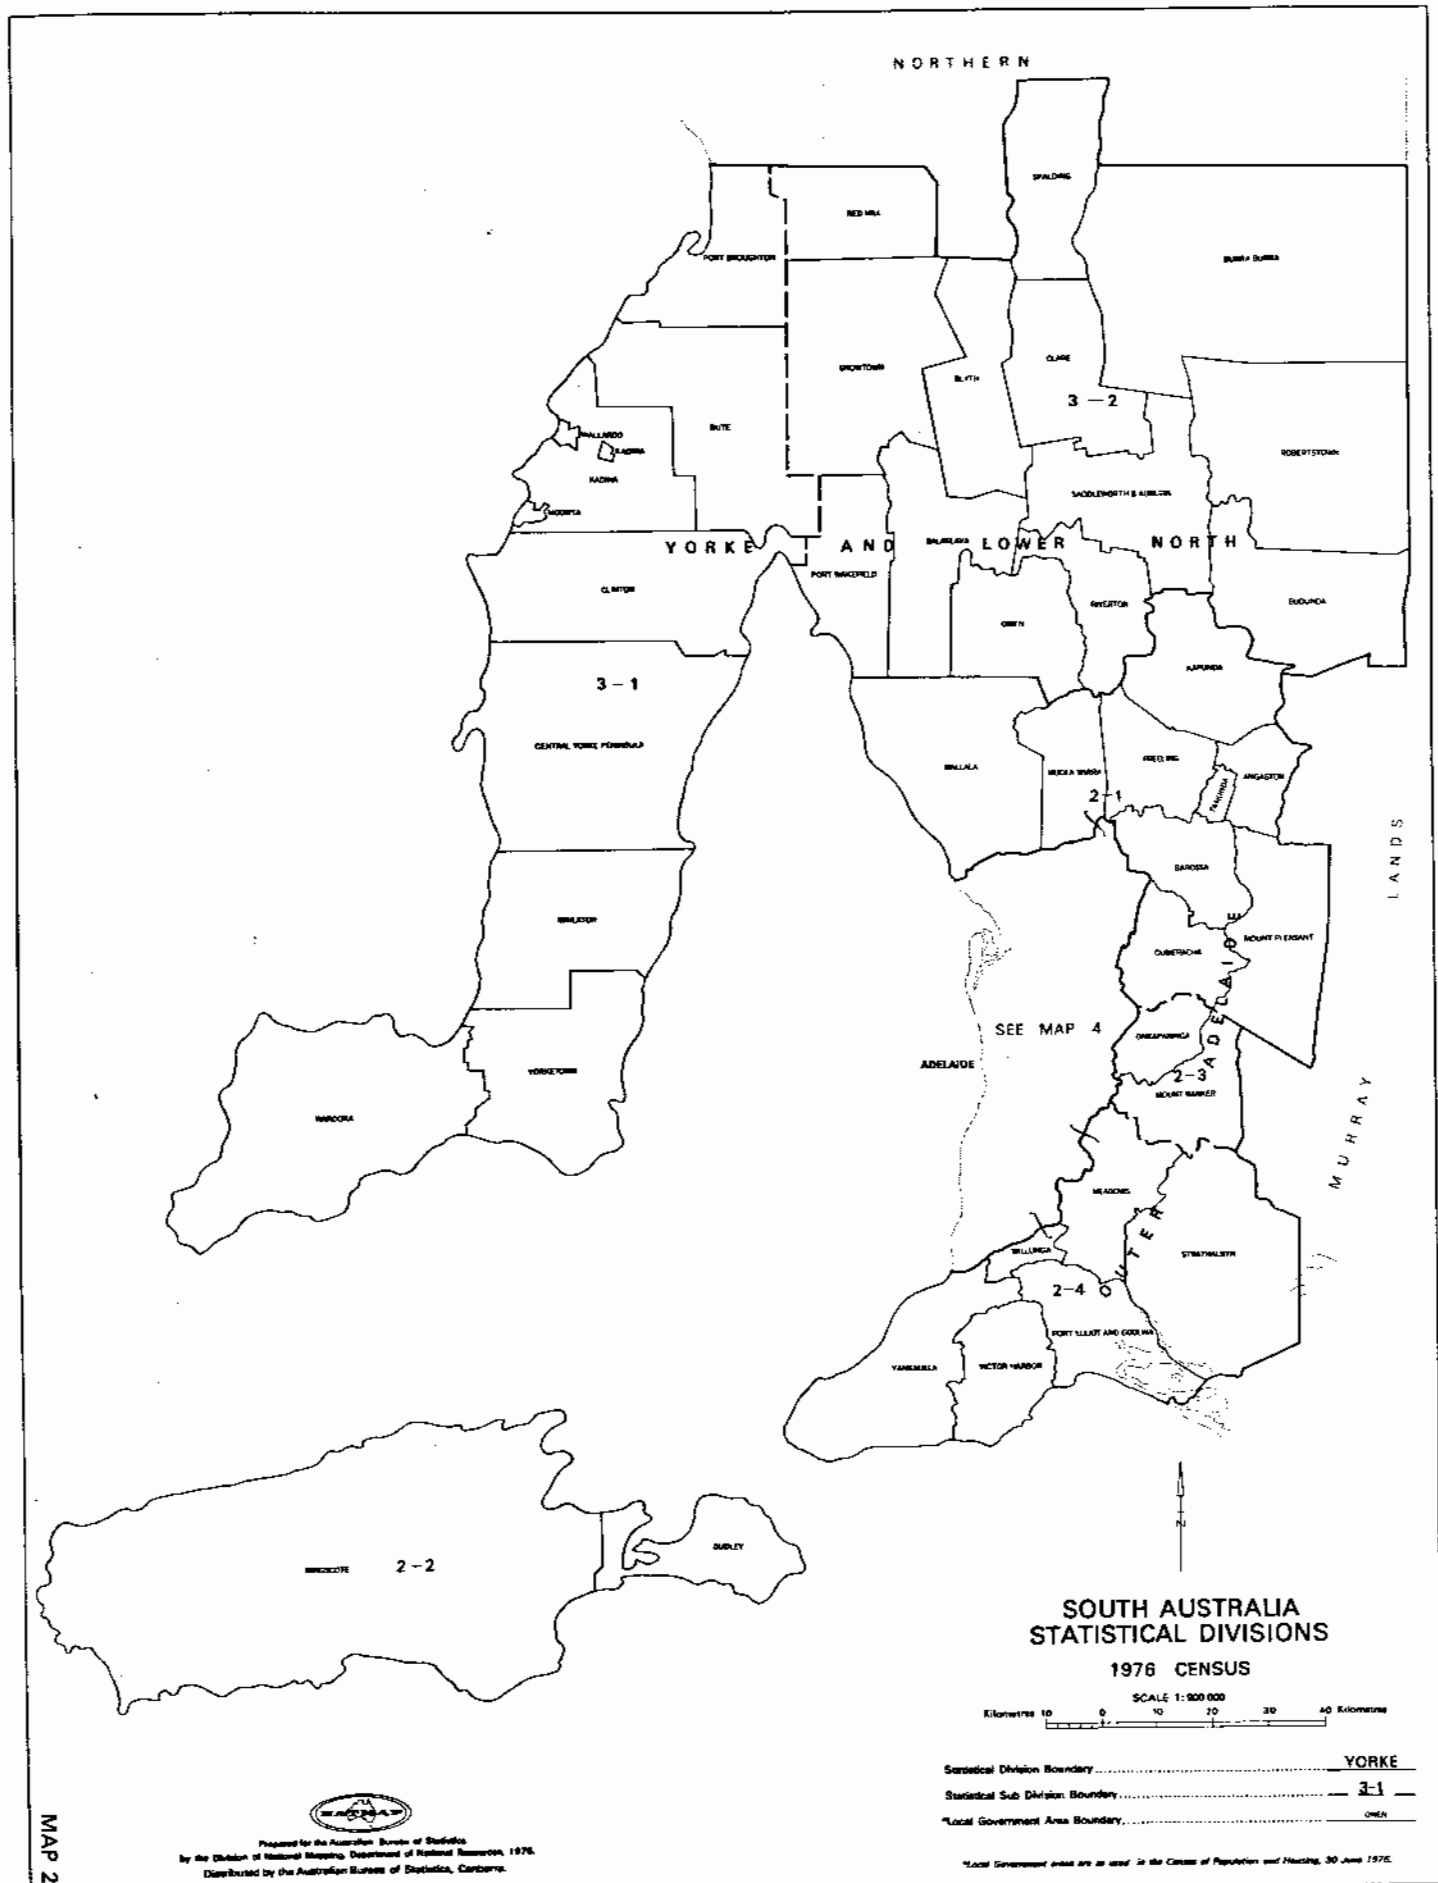 NORTHERN
SPALDING
RED HILL
PORT BROUGHTON
BURRA BURRA
SNOWTOWN
CLARE
BLYTH
3-2
BUTE
WALLAROO
KADINA
KADINA
MOONTA
ROBERTSTOWN
SADDLEWORTH & AUBURN
YORKE AND LOWER NORTH
BALAKLAVA
PORT WAKEFIELD
CLINTON
OWEN
RIVERTON
EUDUNDA
KAPUNDA
3-1
CENTRAL YORKE PENINSULA
MALLALA
MUDLA WIRRA
FREELING
ANGASTON
TANUNDA
2-1
BAROSSA
MINLATON
GUMERACHA
MOUNT PLEASANT
MURRAY LANDS
SEE MAP 4
ONKAPARINGA
ADELAIDE
2-3
MOUNT BARKER
YORKETOWN
WAROOKA
OUTER ADELAIDE
MEADOWS
STRATHALBYN
WILLUNGA
2-4
PORT ELLIOT AND GOOLWA
YANKALILLA
VICTOR HARBOR
DUDLEY
KINGSCOTE
2-2
N
SOUTH AUSTRALIA
STATISTICAL DIVISIONS
1976 CENSUS
SCALE 1:900 000
Kilometres 10 0 10 20 30 40 Kilometres
Statistical Division Boundary YORKE
Statistical Sub Division Boundary 3-1
*Local Government Area Boundary OWEN
*Local Government areas are as used in the Census of Population and Housing, 30 June 1976.
NATMAP
Prepared for the Australian Bureau of Statistics
by the Division of National Mapping, Department of National Resources, 1976.
Distributed by the Australian Bureau of Statistics, Canberra.
MAP 2